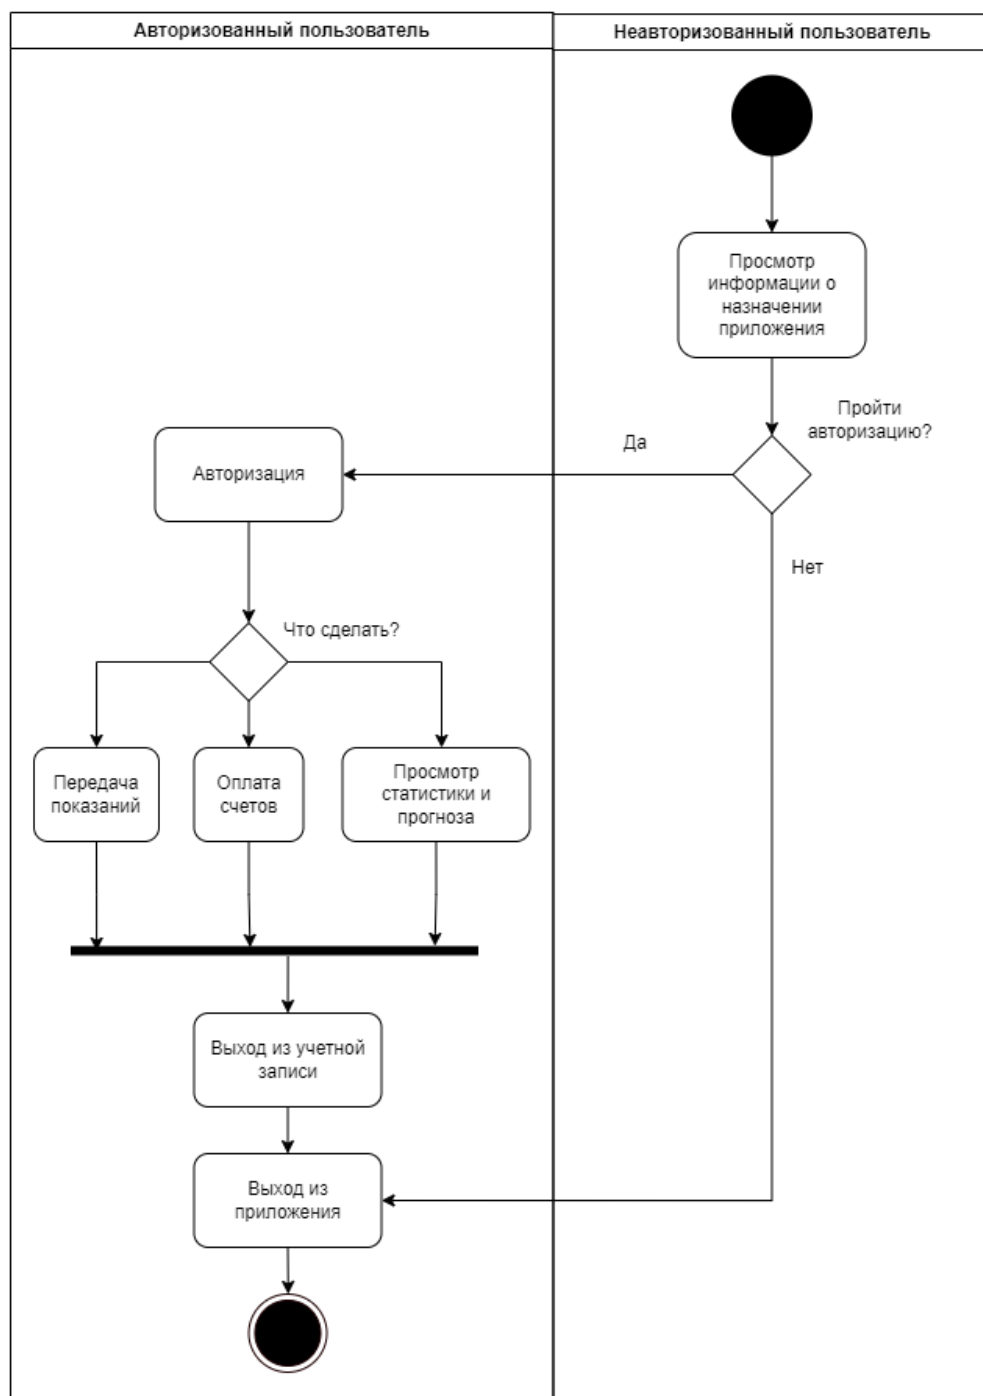 Авторизованный пользователь
Неавторизованный пользователь
Просмотр
информации о
назначении
приложения
Пройти
авторизацию?
Да
Авторизация
Нет
Что сделать?
Передача
показаний
Оплата
счетов
Просмотр
статистики и
прогноза
Выход из учетной
записи
Выход из
приложения